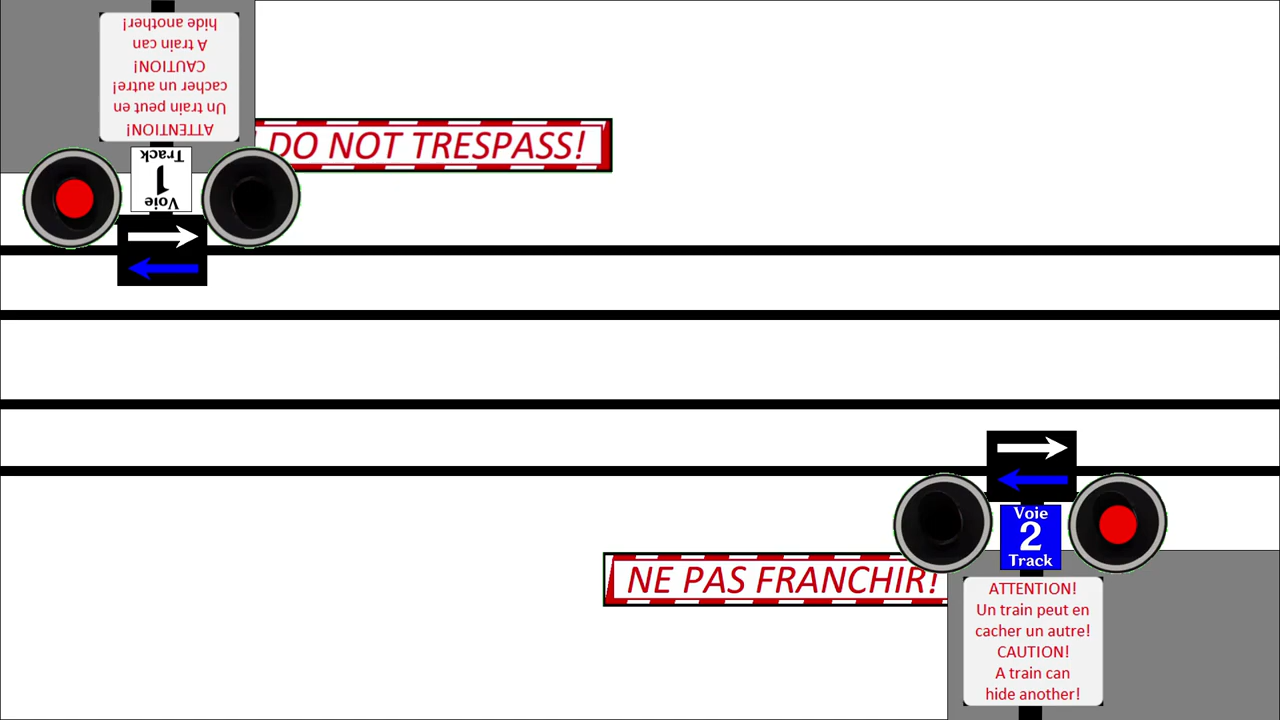 ATTENTION!
Un train peut en
cacher un autre!
CAUTION!
A train can
hide another!
Voie
1
Track
DO NOT TRESPASS!
NE PAS FRANCHIR!
Voie
2
Track
ATTENTION!
Un train peut en
cacher un autre!
CAUTION!
A train can
hide another!